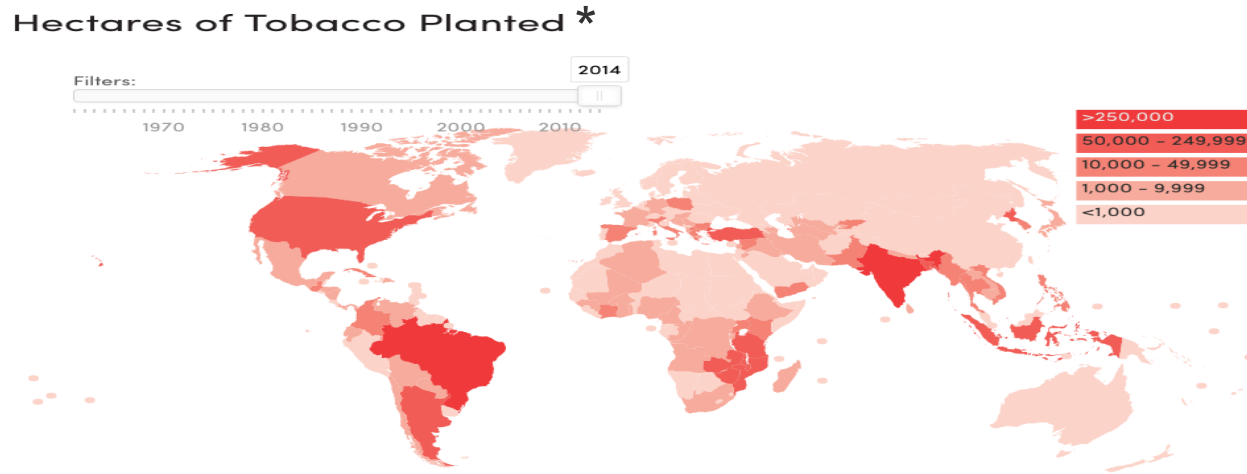 Hectares of Tobacco Planted *
2014
Filters:
1970 1980 1990 2000 2010
>250,000
50,000 - 249,999
10,000 - 49,999
1,000 - 9,999
<1,000